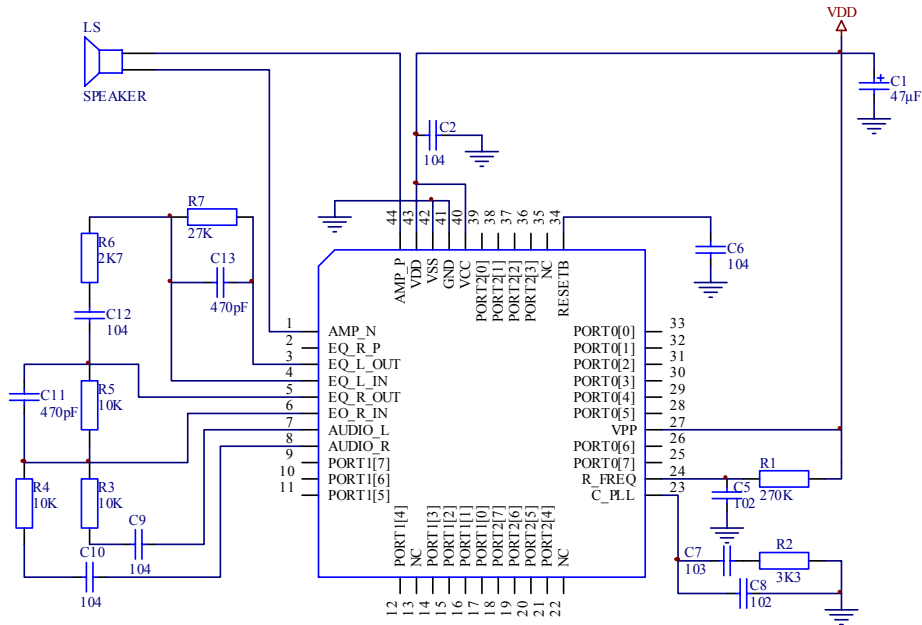 VDD
LS
SPEAKER
C1
47μF
C2
104
R7
27K
C13
470pF
R6
2K7
C12
104
C6
104
44
43
42
41
40
39
38
37
36
35
34
AMP_P
VDD
VSS
GND
VCC
PORT2[0]
PORT2[1]
PORT2[2]
PORT2[3]
NC
RESETB
1 AMP_N
2 EQ_R_P
3 EQ_L_OUT
4 EQ_L_IN
5 EQ_R_OUT
6 EO_R_IN
7 AUDIO_L
8 AUDIO_R
9 PORT1[7]
10 PORT1[6]
11 PORT1[5]
PORT0[0] 33
PORT0[1] 32
PORT0[2] 31
PORT0[3] 30
PORT0[4] 29
PORT0[5] 28
VPP 27
PORT0[6] 26
PORT0[7] 25
R_FREQ 24
C_PLL 23
C11
470pF
R5
10K
R4
10K
R3
10K
C9
104
C10
104
R1
270K
C5
102
C7
103
R2
3K3
C8
102
PORT1[4]
NC
PORT1[3]
PORT1[2]
PORT1[1]
PORT1[0]
PORT2[7]
PORT2[6]
PORT2[5]
PORT2[4]
NC
12
13
14
15
16
17
18
19
20
21
22